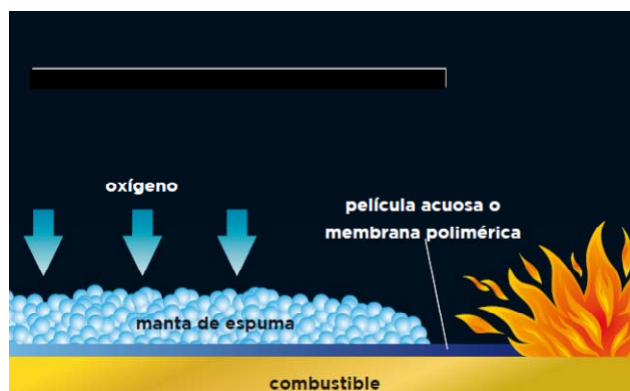 oxígeno
película acuosa o
membrana polimérica
manta de espuma
combustible